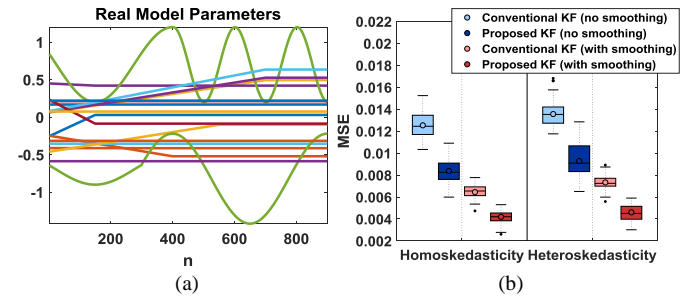 (a)
Real Model Parameters
1
0.5
0
-0.5
-1
200
400
600
800
n
(a)
(b)
Conventional KF (no smoothing)
Proposed KF (no smoothing)
Conventional KF (with smoothing)
Proposed KF (with smoothing)
MSE
0.022
0.02
0.018
0.016
0.014
0.012
0.01
0.008
0.006
0.004
0.002
Homoskedasticity
Heteroskedasticity
(b)